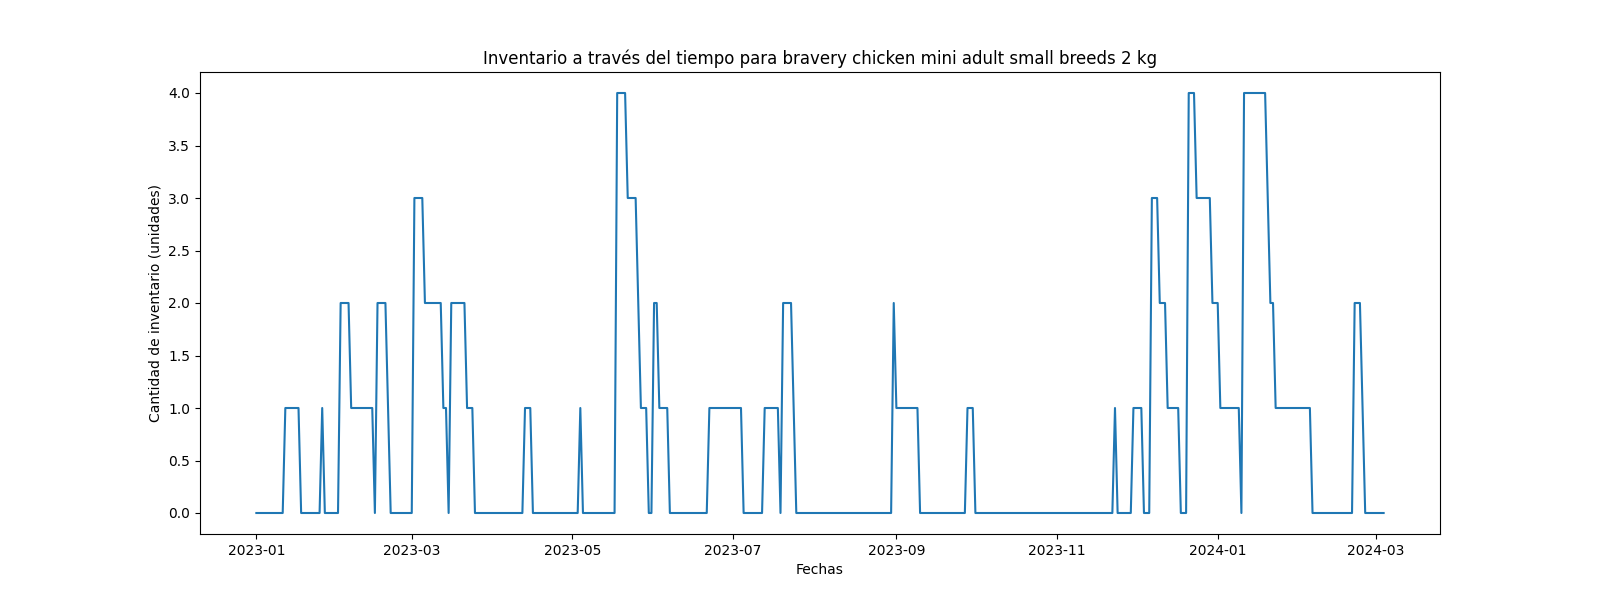 Inventario a través del tiempo para bravery chicken mini adult small breeds 2 kg
4.0
3.5
3.0
2.5
2.0
1.5
1.0
0.5
0.0
Cantidad de inventario (unidades)
2023-01 2023-03 2023-05 2023-07 2023-09 2023-11 2024-01 2024-03
Fechas